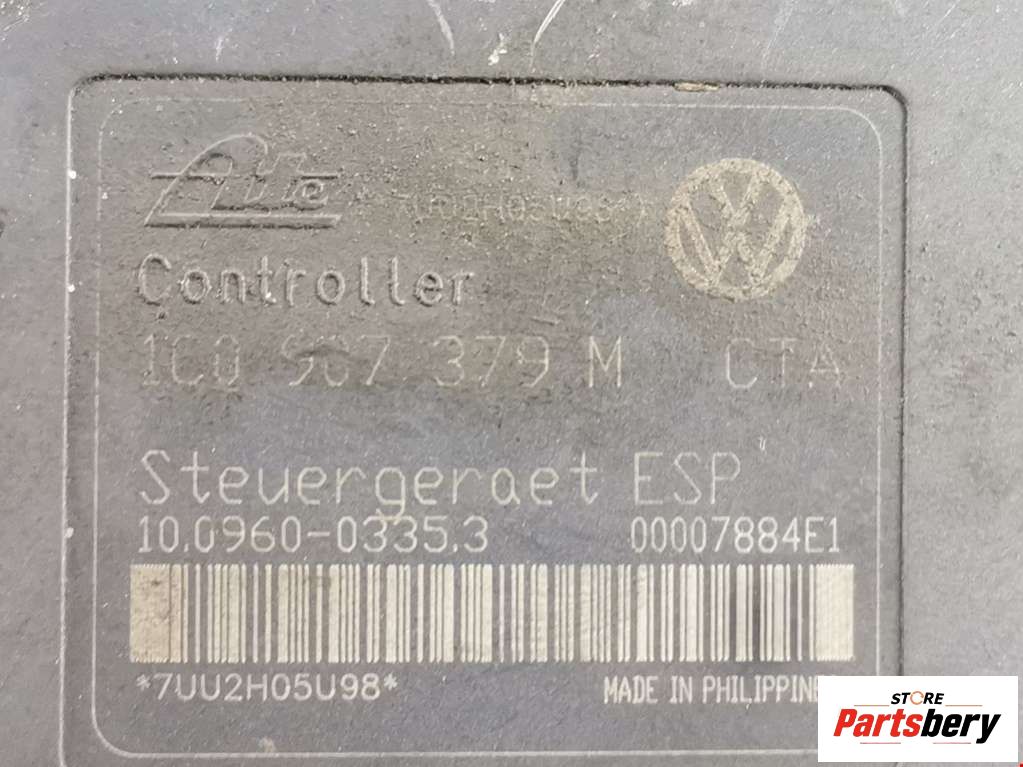 Ate
*7UU2H05U98*
Controller
1C0 907 379 M CTA
Steuergeraet ESP
10.0960-0335.3 00007884E1
*7UU2H05U98* MADE IN PHILIPPINES
STORE
Partsbery